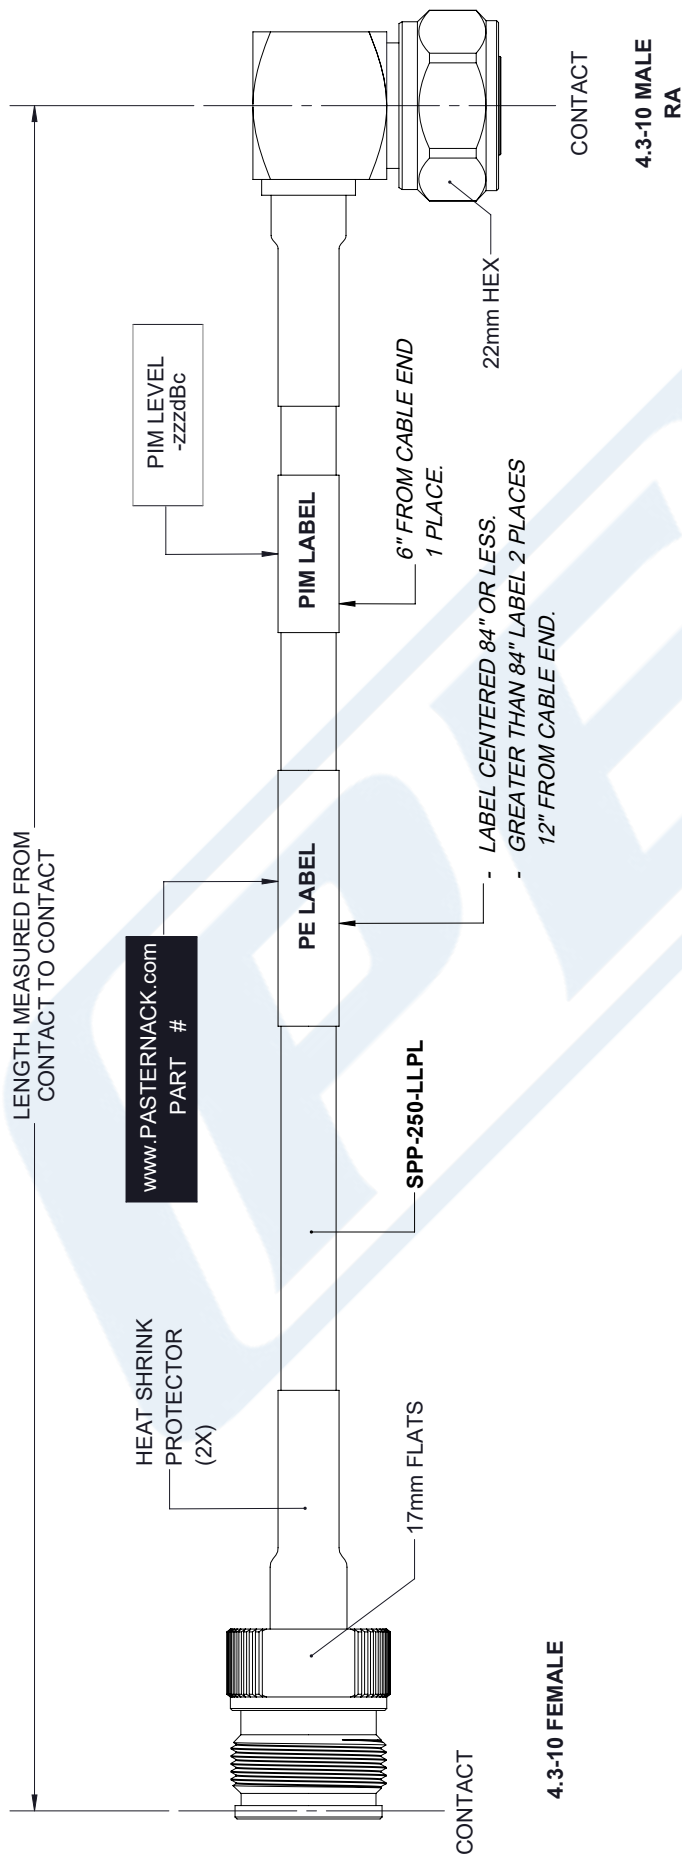 LENGTH MEASURED FROM
CONTACT TO CONTACT
www.PASTERNACK.com
PART #
PIM LEVEL
-zzzdBc
HEAT SHRINK
PROTECTOR
(2X)
PE LABEL
PIM LABEL
17mm FLATS
SPP-250-LLPL
- LABEL CENTERED 84" OR LESS.
- GREATER THAN 84" LABEL 2 PLACES
12" FROM CABLE END.
6" FROM CABLE END
1 PLACE.
22mm HEX
CONTACT
4.3-10 FEMALE
CONTACT
4.3-10 MALE
RA
PE